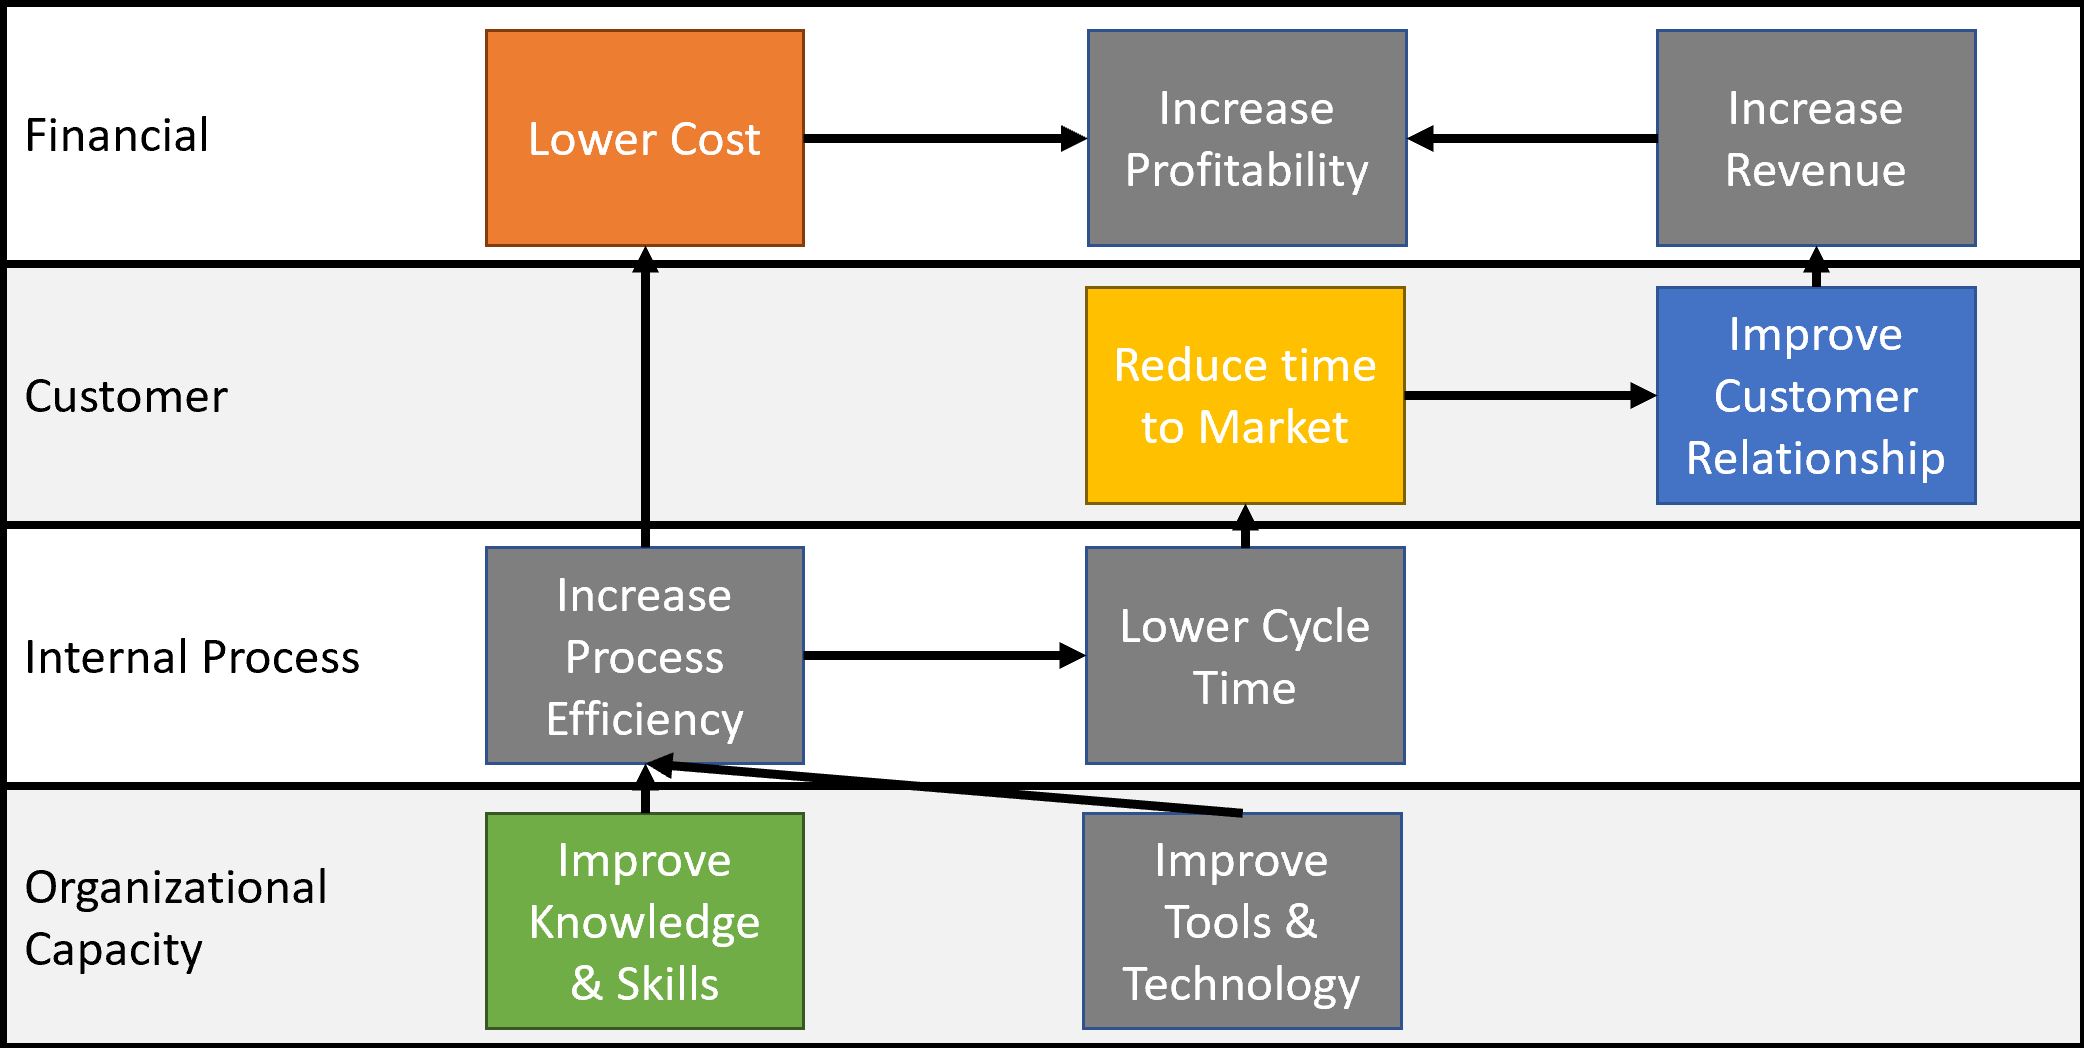 Financial
Lower Cost
Increase
Profitability
Increase
Revenue
Customer
Reduce time
to Market
Improve
Customer
Relationship
Internal Process
Increase
Process
Efficiency
Lower Cycle
Time
Organizational
Capacity
Improve
Knowledge
& Skills
Improve
Tools &
Technology